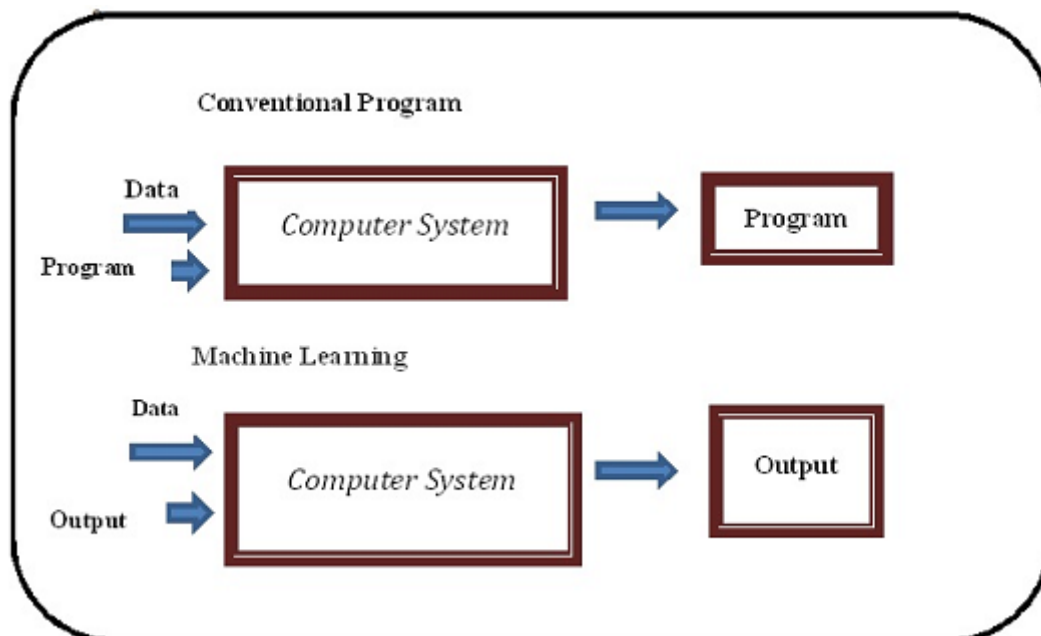 Conventional Program
Data
Computer System
Program
Program
Machine Learning
Data
Computer System
Output
Output